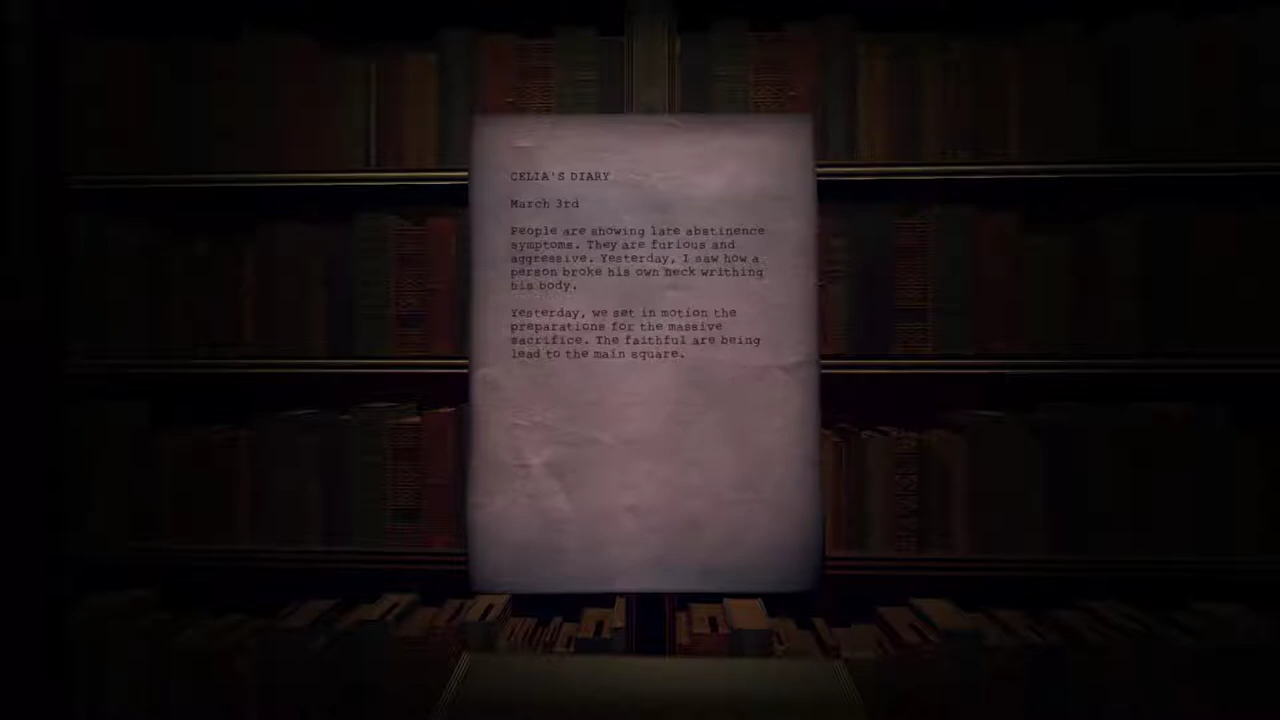 CELIA'S DIARY
March 3rd
People are showing late abstinence
symptoms. They are furious and
aggressive. Yesterday, I saw how a
person broke his own neck writhing
his body.
Yesterday, we set in motion the
preparations for the massive
sacrifice. The faithful are being
lead to the main square.